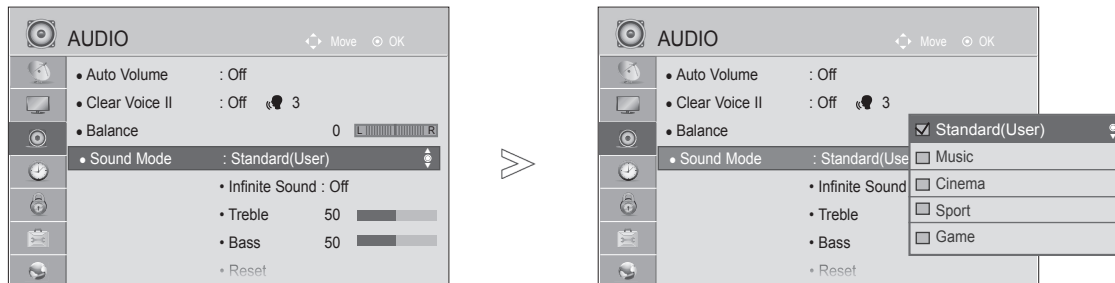 AUDIO
Move OK
• Auto Volume : Off
• Clear Voice II : Off 3
• Balance 0 L R
• Sound Mode : Standard(User)
• Infinite Sound : Off
• Treble 50
• Bass 50
• Reset
AUDIO
Move OK
• Auto Volume : Off
• Clear Voice II : Off 3
• Balance
• Sound Mode : Standard(Use
• Infinite Sound
• Treble
• Bass
• Reset
Standard(User)
Music
Cinema
Sport
Game